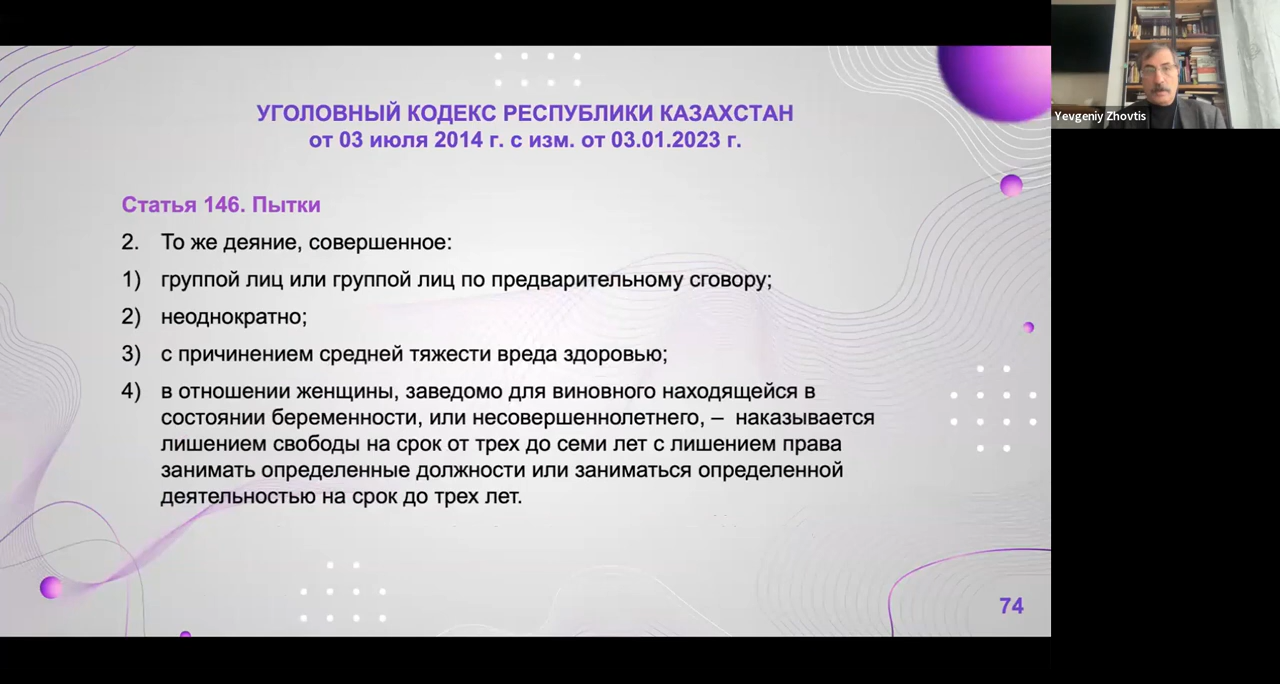 УГОЛОВНЫЙ КОДЕКС РЕСПУБЛИКИ КАЗАХСТАН
от 03 июля 2014 г. с изм. от 03.01.2023 г.
Статья 146. Пытки
2. То же деяние, совершенное:
1) группой лиц или группой лиц по предварительному сговору;
2) неоднократно;
3) с причинением средней тяжести вреда здоровью;
4) в отношении женщины, заведомо для виновного находящейся в
состоянии беременности, или несовершеннолетнего, – наказывается
лишением свободы на срок от трех до семи лет с лишением права
занимать определенные должности или заниматься определенной
деятельностью на срок до трех лет.
74
Yevgeniy Zhovtis